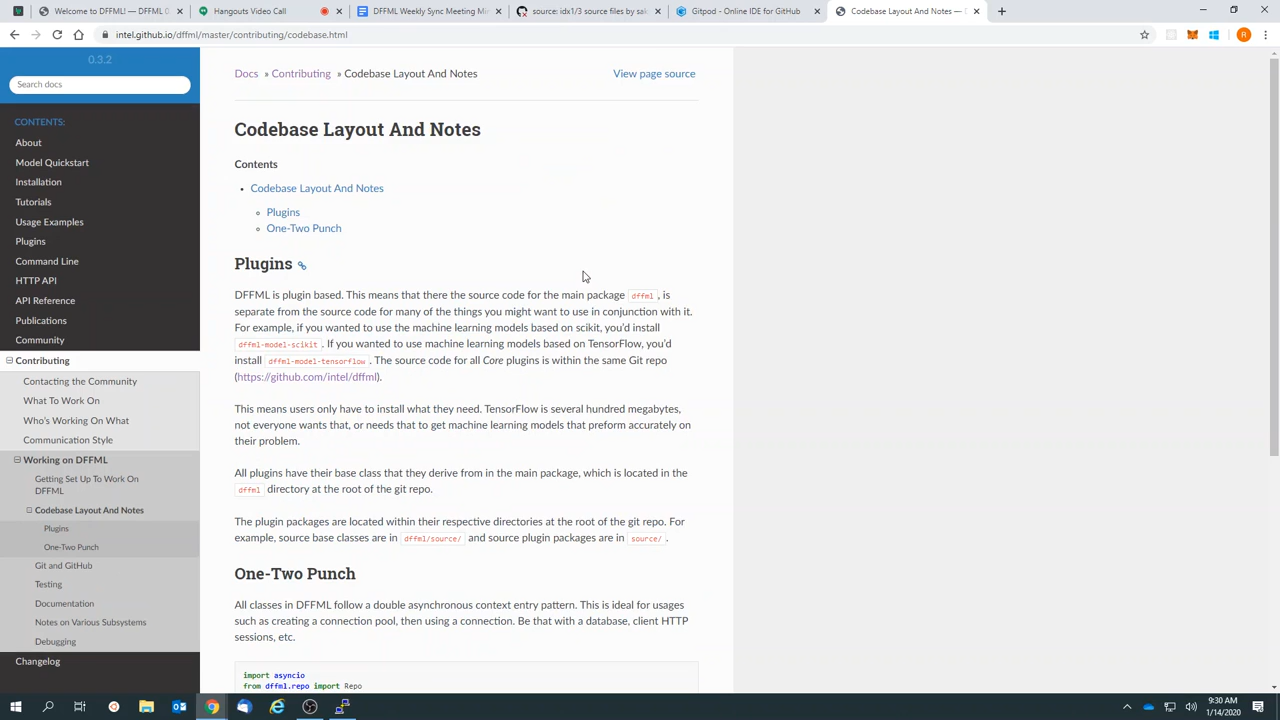 Welcome to DFFML! — DFFML 0.
Hangouts Video Call
DFFML Weekly Sync Meeting Min
source: idx1/3 source files by sak
Gitpod - Online IDE for GitHub
Codebase Layout And Notes — D
intel.github.io/dffml/master/contributing/codebase.html
R
0.3.2
Search docs
CONTENTS:
About
Model Quickstart
Installation
Tutorials
Usage Examples
Plugins
Command Line
HTTP API
API Reference
Publications
Community
Contributing
Contacting the Community
What To Work On
Who's Working On What
Communication Style
Working on DFFML
Getting Set Up To Work On
DFFML
Codebase Layout And Notes
Plugins
One-Two Punch
Git and GitHub
Testing
Documentation
Notes on Various Subsystems
Debugging
Changelog
Docs » Contributing » Codebase Layout And Notes
View page source
Codebase Layout And Notes
Contents
• Codebase Layout And Notes
◦ Plugins
◦ One-Two Punch
Plugins
DFFML is plugin based. This means that there the source code for the main package dffml , is
separate from the source code for many of the things you might want to use in conjunction with it.
For example, if you wanted to use the machine learning models based on scikit, you'd install
dffml-model-scikit . If you wanted to use machine learning models based on TensorFlow, you'd
install dffml-model-tensorflow . The source code for all Core plugins is within the same Git repo
(https://github.com/intel/dffml).
This means users only have to install what they need. TensorFlow is several hundred megabytes,
not everyone wants that, or needs that to get machine learning models that preform accurately on
their problem.
All plugins have their base class that they derive from in the main package, which is located in the
dffml directory at the root of the git repo.
The plugin packages are located within their respective directories at the root of the git repo. For
example, source base classes are in dffml/source/ and source plugin packages are in source/ .
One-Two Punch
All classes in DFFML follow a double asynchronous context entry pattern. This is ideal for usages
such as creating a connection pool, then using a connection. Be that with a database, client HTTP
sessions, etc.
import asyncio
from dffml.repo import Repo
9:30 AM
1/14/2020